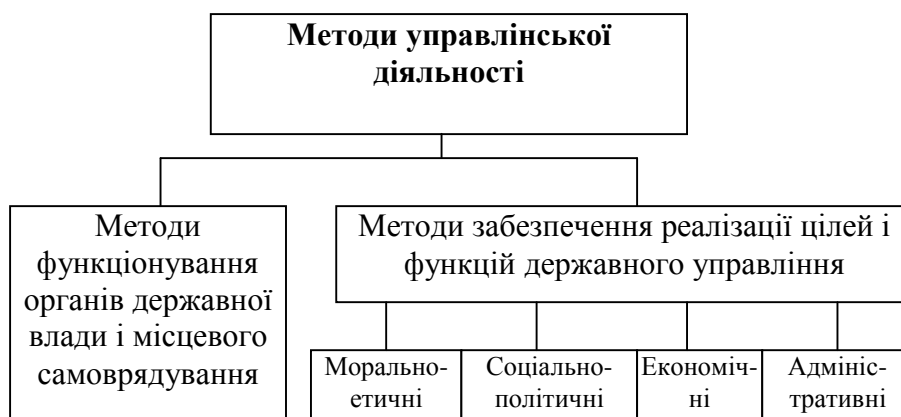 Методи управлінської
діяльності
Методи
функціонування
органів державної
влади і місцевого
самоврядування
Методи забезпечення реалізації цілей і
функцій державного управління
Морально-
етичні
Соціально-
політичні
Економіч-
ні
Адмініс-
тративні